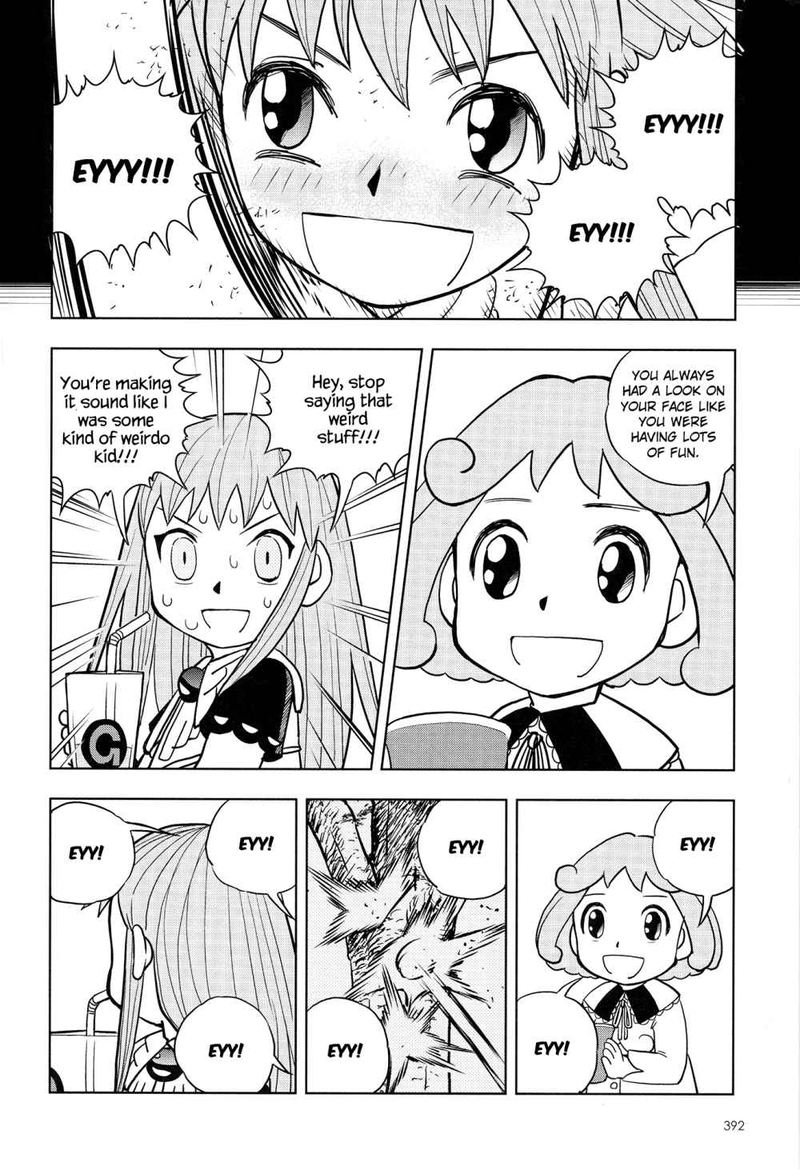 EYYY!!!
EYYY!!!
EYY!!!
YOU ALWAYS
HAD A LOOK ON
YOUR FACE LIKE
YOU WERE
HAVING LOTS
OF FUN.
Hey, stop
saying that
weird
stuff!!!
You're making
it sound like I
was some
kind of weirdo
kid!!!
G
EYY!
EYY!
EYY!
EYY!
EYY!
EYY!
EYY!
G
392